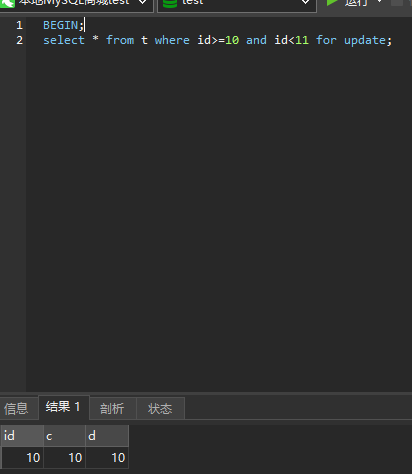 本地MySQL商城test test 运行
1 BEGIN;
2 select * from t where id>=10 and id<11 for update;
信息 结果 1 剖析 状态
id c d
10 10 10